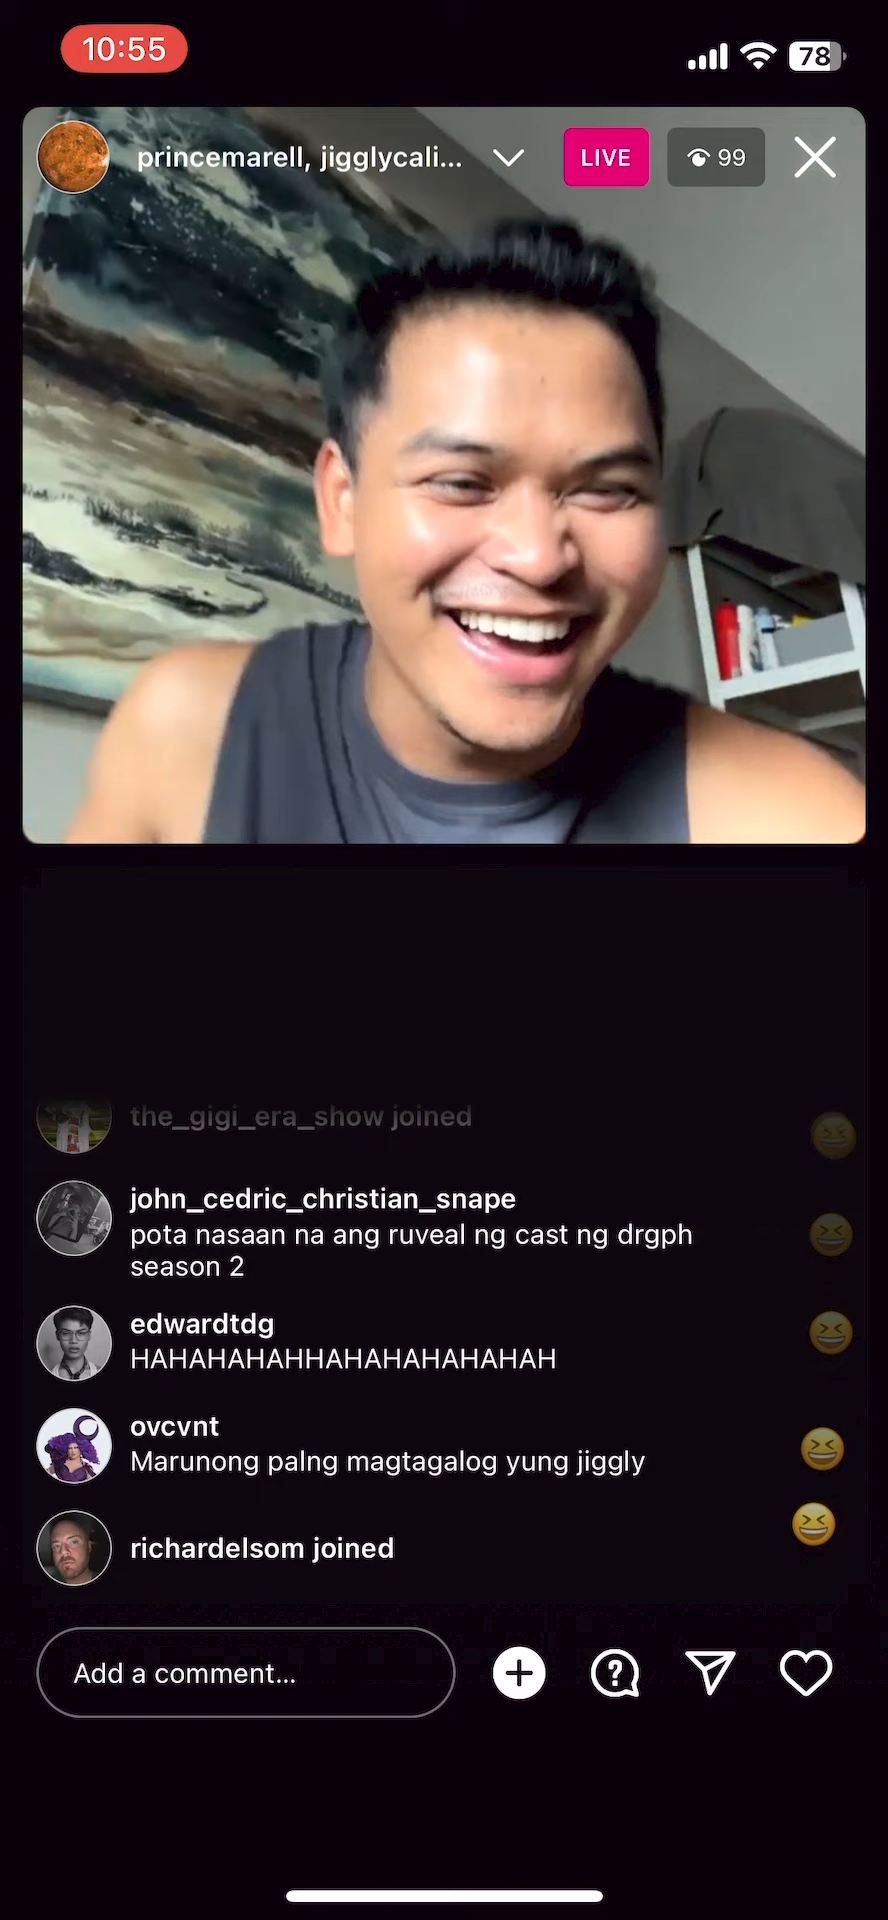 10:55
78
princemarell, jigglycali...
LIVE
99
the_gigi_era_show joined
john_cedric_christian_snape
pota nasaan na ang ruveal ng cast ng drgph
season 2
edwardtdg
HAHAHAHAHHAHAHAHAHAHAH
ovcvnt
Marunong palng magtagalog yung jiggly
richardelsom joined
Add a comment...